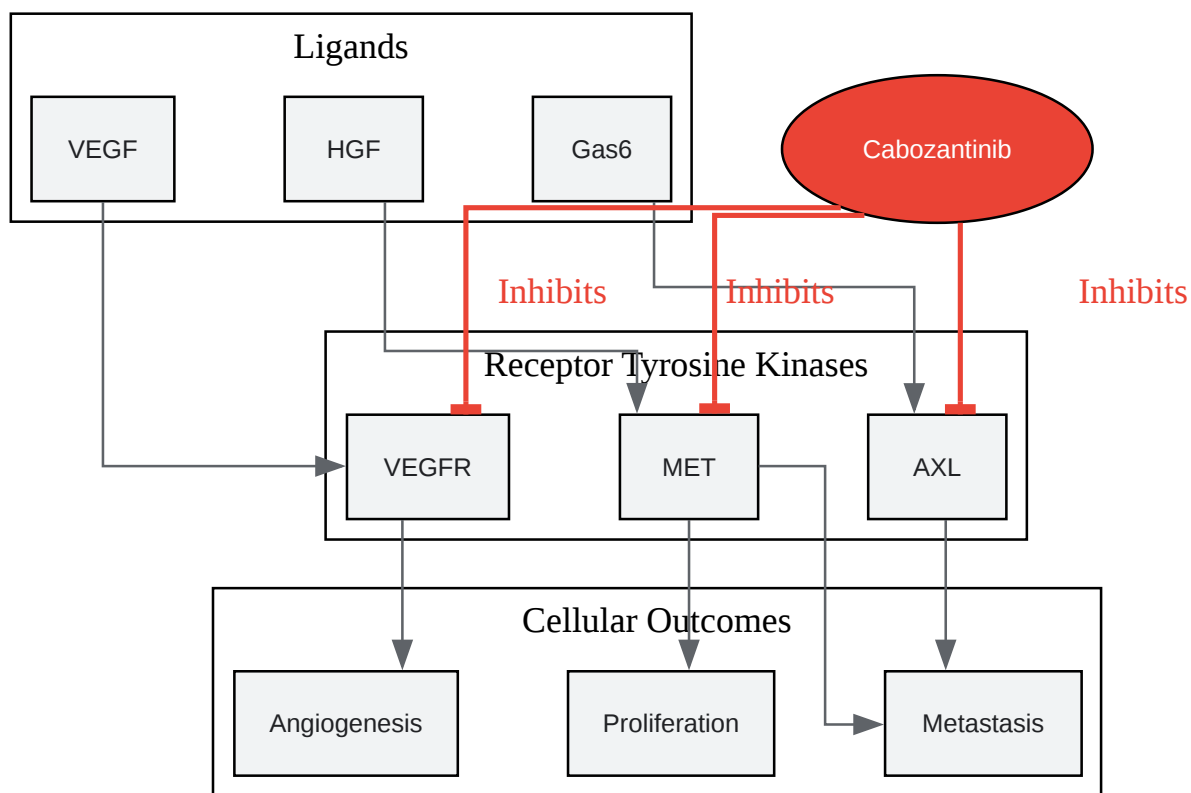 Ligands
VEGF
HGF
Gas6
Cabozantinib
Inhibits
Inhibits
Inhibits
Receptor Tyrosine Kinases
VEGFR
MET
AXL
Cellular Outcomes
Angiogenesis
Proliferation
Metastasis